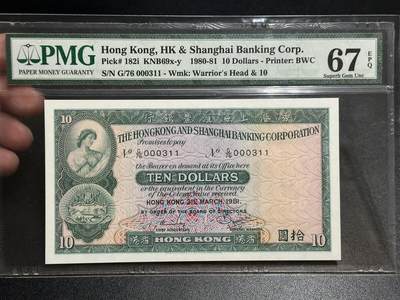 PMG
PAPER MONEY GUARANTY
Hong Kong, HK & Shanghai Banking Corp.
Pick# 182i KNB69x-y 1980-81 10 Dollars - Printer: BWC
S/N G/76 000311 - Wmk: Warrior's Head & 10
67 EPQ
Superb Gem Unc
10
10
THE HONGKONG AND SHANGHAI BANKING CORPORATION
Promises to pay
No G/76 000311
No G/76 000311
the Bearer on demand at its Office here
TEN DOLLARS
or the equivalent in the Currency
of the Colony, Value received.
HONG KONG 31ST MARCH, 1981.
BY ORDER OF THE BOARD OF DIRECTORS
10
HONG KONG
圓拾
10